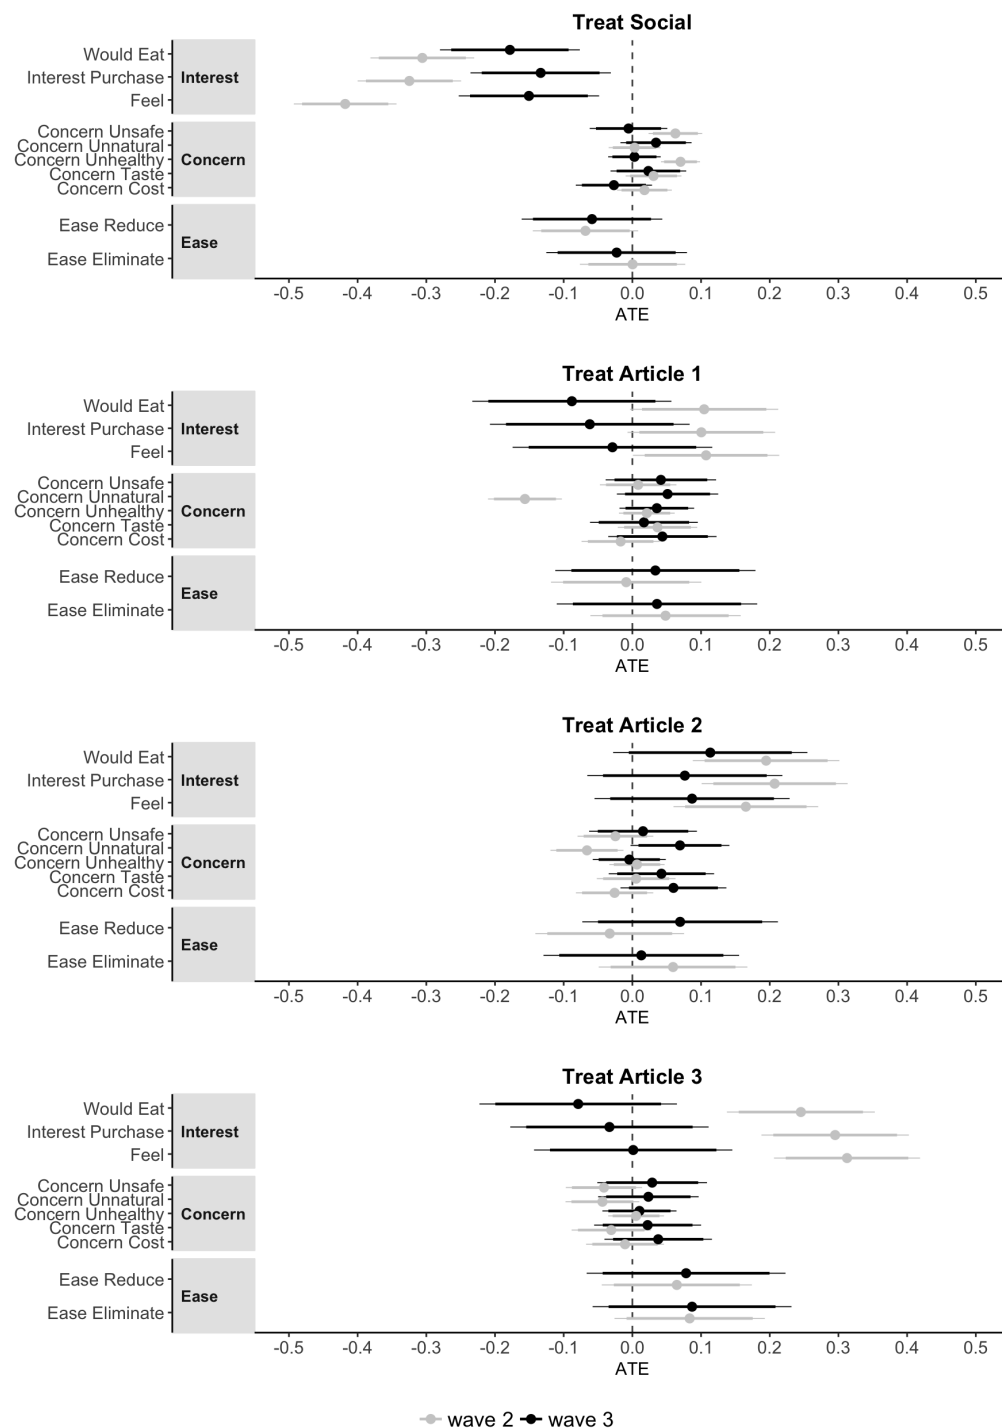 Treat Social
Would Eat
Interest Purchase
Feel
Interest
Concern Unsafe
Concern Unnatural
Concern Unhealthy
Concern Taste
Concern Cost
Concern
Ease Reduce
Ease Eliminate
Ease
-0.5 -0.4 -0.3 -0.2 -0.1 0.0 0.1 0.2 0.3 0.4 0.5
ATE
Treat Article 1
Would Eat
Interest Purchase
Feel
Interest
Concern Unsafe
Concern Unnatural
Concern Unhealthy
Concern Taste
Concern Cost
Concern
Ease Reduce
Ease Eliminate
Ease
-0.5 -0.4 -0.3 -0.2 -0.1 0.0 0.1 0.2 0.3 0.4 0.5
ATE
Treat Article 2
Would Eat
Interest Purchase
Feel
Interest
Concern Unsafe
Concern Unnatural
Concern Unhealthy
Concern Taste
Concern Cost
Concern
Ease Reduce
Ease Eliminate
Ease
-0.5 -0.4 -0.3 -0.2 -0.1 0.0 0.1 0.2 0.3 0.4 0.5
ATE
Treat Article 3
Would Eat
Interest Purchase
Feel
Interest
Concern Unsafe
Concern Unnatural
Concern Unhealthy
Concern Taste
Concern Cost
Concern
Ease Reduce
Ease Eliminate
Ease
-0.5 -0.4 -0.3 -0.2 -0.1 0.0 0.1 0.2 0.3 0.4 0.5
ATE
wave 2 wave 3